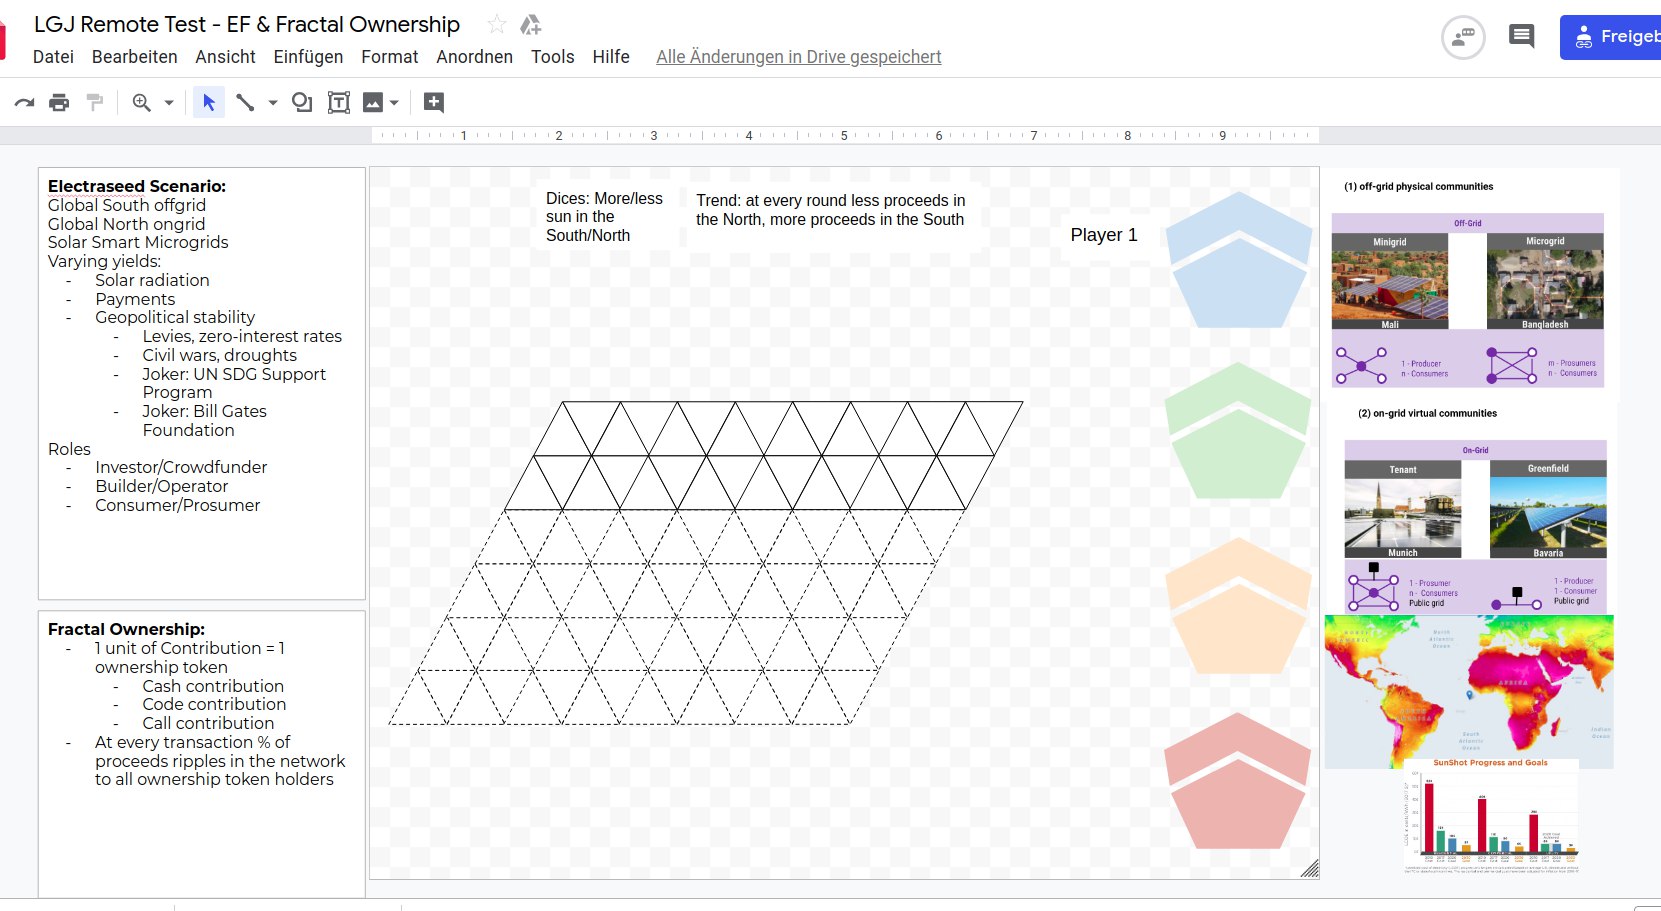 LGJ Remote Test - EF & Fractal Ownership
Datei Bearbeiten Ansicht Einfügen Format Anordnen Tools Hilfe Alle Änderungen in Drive gespeichert
Freigeb
1 2 3 4 5 6 7 8 9
Electraseed Scenario:
Global South offgrid
Global North ongrid
Solar Smart Microgrids
Varying yields:
- Solar radiation
- Payments
- Geopolitical stability
- Levies, zero-interest rates
- Civil wars, droughts
- Joker: UN SDG Support
Program
- Joker: Bill Gates
Foundation
Roles
- Investor/Crowdfunder
- Builder/Operator
- Consumer/Prosumer
Fractal Ownership:
- 1 unit of Contribution = 1
ownership token
- Cash contribution
- Code contribution
- Call contribution
- At every transaction % of
proceeds ripples in the network
to all ownership token holders
Dices: More/less
sun in the
South/North
Trend: at every round less proceeds in
the North, more proceeds in the South
Player 1
(1) off-grid physical communities
Off-Grid
Minigrid
Microgrid
Mali
Bangladesh
1 - Producer
n - Consumers
m - Prosumers
n - Consumers
(2) on-grid virtual communities
On-Grid
Tenant
Greenfield
Munich
Bavaria
1 - Prosumer
n - Consumers
Public grid
1 - Producer
1 - Consumer
Public grid
North
Atlantic
Ocean
AFRICA
South
Atlantic
Ocean
Indian
Ocean
SunShot Progress and Goals